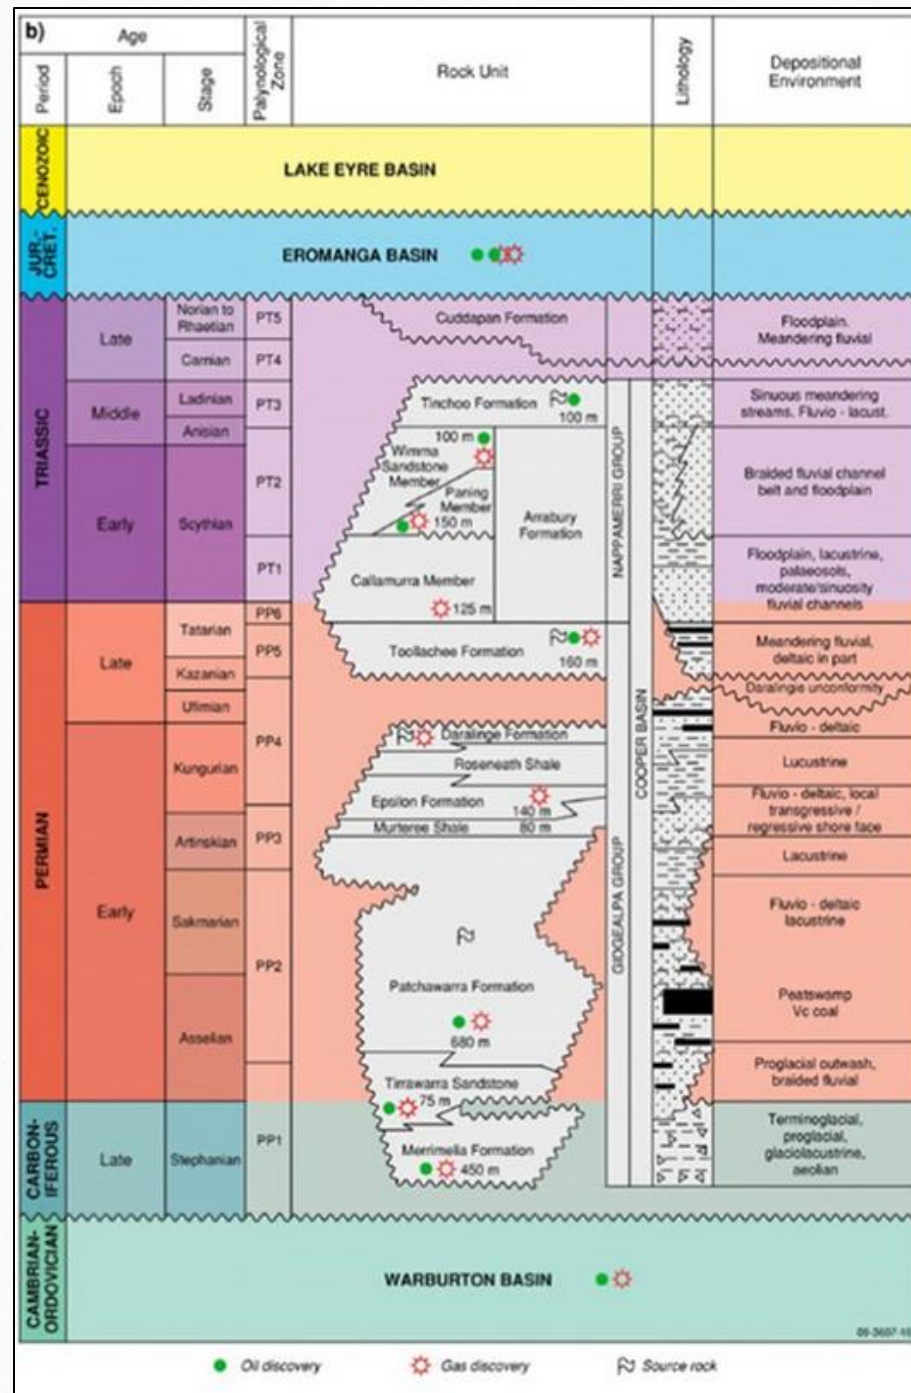 b)
Age
Period
Epoch
Stage
Palynological
Zone
Rock Unit
Lithology
Depositional
Environment
CENOZOIC
LAKE EYRE BASIN
JUR.-
CRET.
EROMANGA BASIN
TRIASSIC
Late
Norian to
Rhaetian
PT5
Cuddapan Formation
Floodplain.
Meandering fluvial
Carnian
PT4
Middle
Ladinian
PT3
Tinchoo Formation
100 m
Sinuous meandering
streams. Fluvio - lacust.
Anisian
Early
Scythian
PT2
100 m
Wimma
Sandstone
Member
Paning
Member
150 m
Arrabury
Formation
NAPPAMERRI GROUP
Braided fluvial channel
belt and floodplain
PT1
Callamurra Member
125 m
Floodplain, lacustrine,
palaeosols,
moderate/sinuosity
fluvial channels
PERMIAN
Late
Tatarian
PP6
PP5
Toollachee Formation
160 m
Meandering fluvial,
deltaic in part
Kazanian
Ufimian
Daralingie unconformity
COOPER BASIN
Early
Kungurian
PP4
Daralinge Formation
Fluvio - deltaic
Roseneath Shale
Lucustrine
Epsilon Formation
140 m
Fluvio - deltaic, local
transgressive /
regressive shore face
Artinskian
PP3
Murteree Shale
80 m
Lacustrine
GIDGEALPA GROUP
Sakmarian
PP2
Fluvio - deltaic
lacustrine
Asselian
Patchawarra Formation
680 m
Peatswamp
Vc coal
Tirrawarra Sandstone
75 m
Proglacial outwash,
braided fluvial
CARBON-
IFEROUS
Late
Stephanian
PP1
Merrimelia Formation
450 m
Terminoglacial,
proglacial,
glaciolacustrine,
aeolian
CAMBRIAN-
ORDOVICIAN
WARBURTON BASIN
Oil discovery
Gas discovery
Source rock